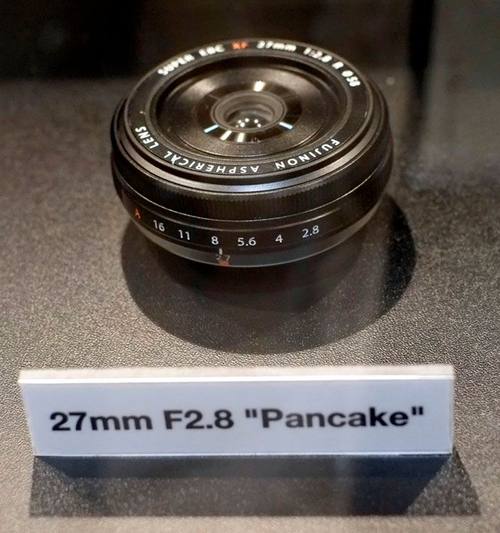 SUPER EBC XF 27mm 1:2.8 R Ø58
FUJINON ASPHERICAL LENS
A 16 11 8 5.6 4 2.8
27mm F2.8 "Pancake"